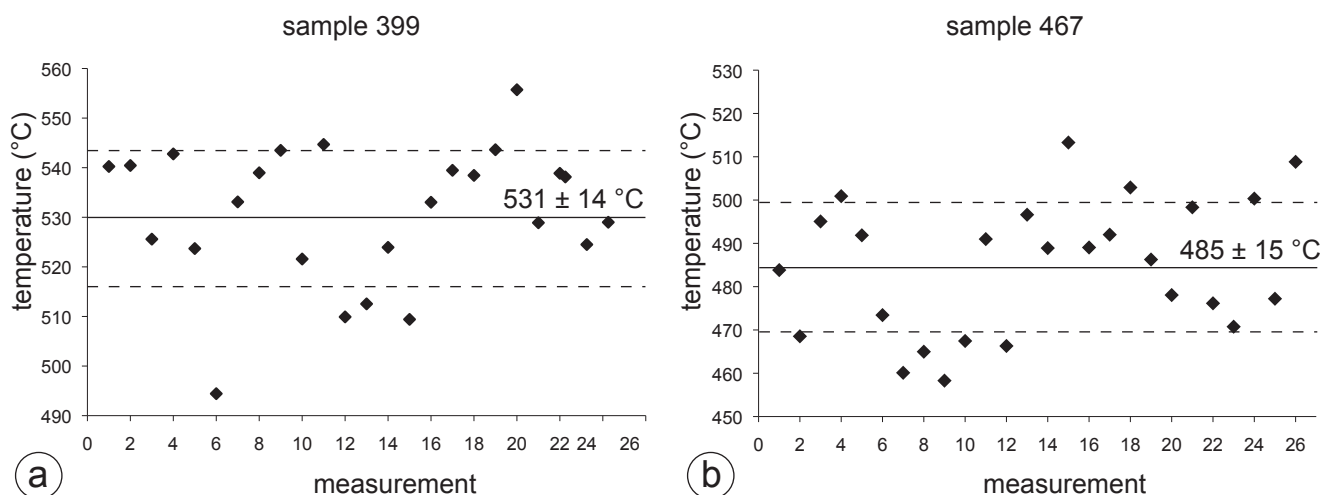 sample 399
temperature (°C)
560
550
540
530
520
510
500
490
531 ± 14 °C
0 2 4 6 8 10 12 14 16 18 20 22 24 26
measurement
a
sample 467
temperature (°C)
530
520
510
500
490
480
470
460
450
485 ± 15 °C
0 2 4 6 8 10 12 14 16 18 20 22 24 26
measurement
b